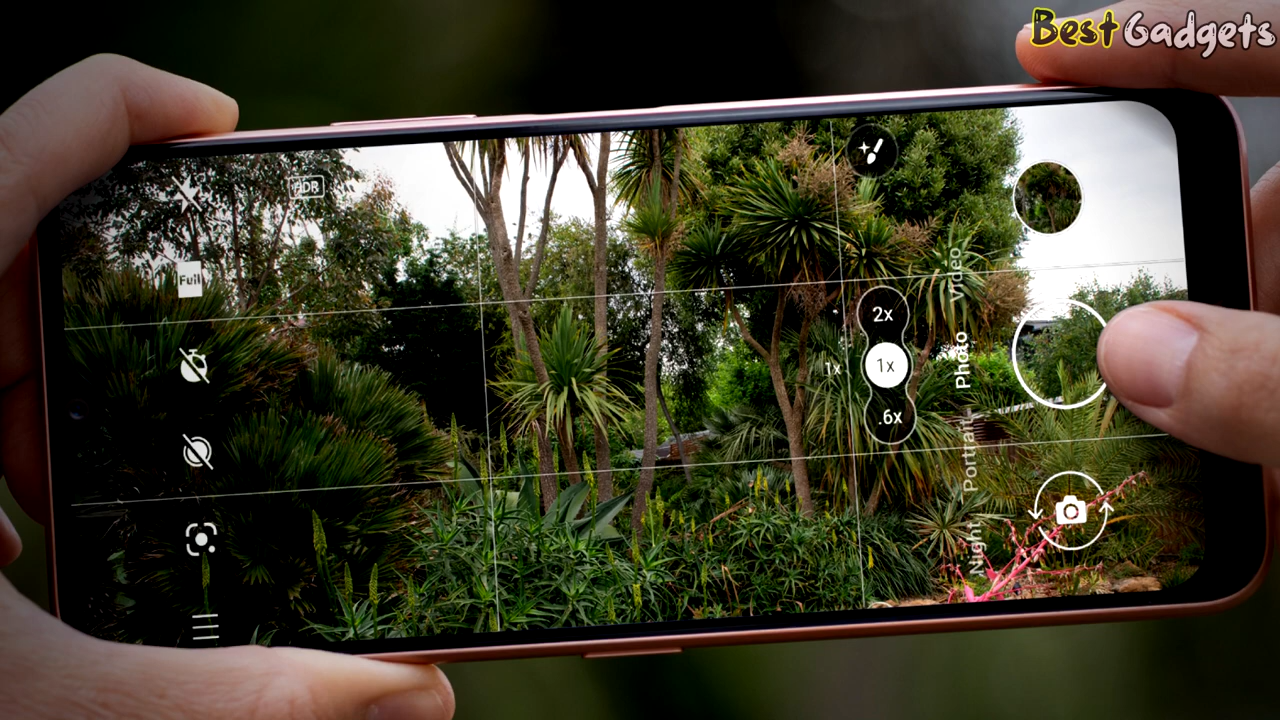 Best Gadgets
HDR
Full
2x
1x
1x
.6x
Video
Photo
Portrait
Night